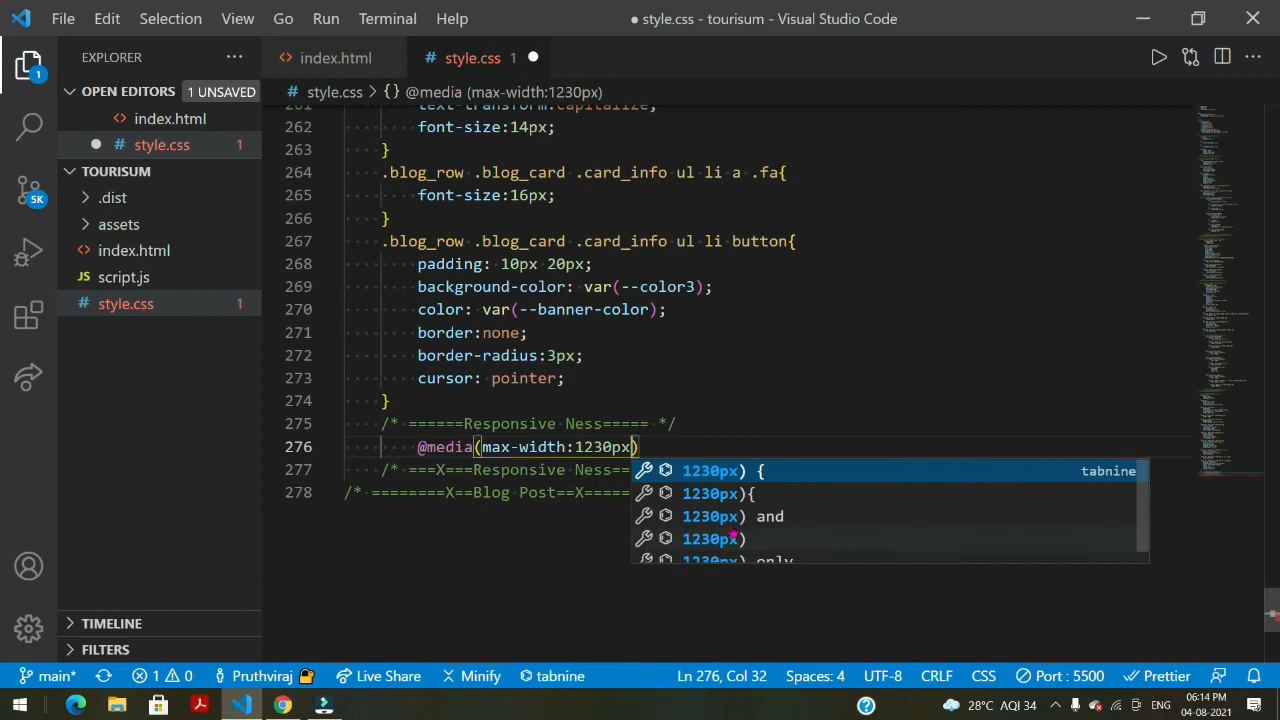 File Edit Selection View Go Run Terminal Help ● style.css - tourisum - Visual Studio Code
EXPLORER ··· <> index.html # style.css 1 ●
OPEN EDITORS 1 UNSAVED
<> index.html
● # style.css 1
TOURISUM
.dist
assets
<> index.html
JS script.js
# style.css 1
TIMELINE
FILTERS
1
5K
# style.css > {} @media (max-width:1230px)
261 text-transform:capitalize;
262 font-size:14px;
263 }
264 .blog_row .blog_card .card_info ul li a .fa{
265 font-size:16px;
266 }
267 .blog_row .blog_card .card_info ul li button{
268 padding: 10px 20px;
269 background-color: var(--color3);
270 color: var(--banner-color);
271 border:none;
272 border-radius:3px;
273 cursor: pointer;
274 }
275 /* ======Responsive Ness===== */
276 @media(max-width:1230px)
277 /* ===X===Responsive Ness==
278 /* ========X==Blog Post==X=====
1230px) { tabnine
1230px){
1230px) and
1230px)
1230px) only
main* 1 0 Pruthviraj Live Share Minify tabnine Ln 276, Col 32 Spaces: 4 UTF-8 CRLF CSS Port : 5500 Prettier
28°C AQI 34 ENG 06:14 PM
04-08-2021